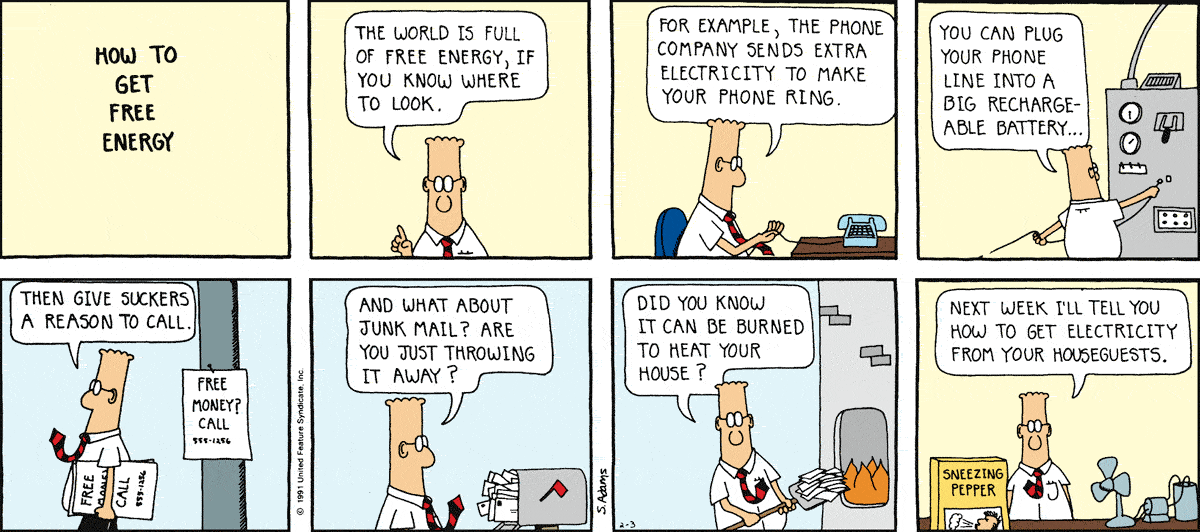 HOW TO
GET
FREE
ENERGY
THE WORLD IS FULL
OF FREE ENERGY, IF
YOU KNOW WHERE
TO LOOK.
FOR EXAMPLE, THE PHONE
COMPANY SENDS EXTRA
ELECTRICITY TO MAKE
YOUR PHONE RING.
YOU CAN PLUG
YOUR PHONE
LINE INTO A
BIG RECHARGE-
ABLE BATTERY...
THEN GIVE SUCKERS
A REASON TO CALL.
FREE
MONEY?
CALL
555-1256
FREE
MONEY
CALL
555-1256
© 1991 United Feature Syndicate, Inc.
AND WHAT ABOUT
JUNK MAIL? ARE
YOU JUST THROWING
IT AWAY?
S. Adams
DID YOU KNOW
IT CAN BE BURNED
TO HEAT YOUR
HOUSE?
2-3
NEXT WEEK I'LL TELL YOU
HOW TO GET ELECTRICITY
FROM YOUR HOUSEGUESTS.
SNEEZING
PEPPER